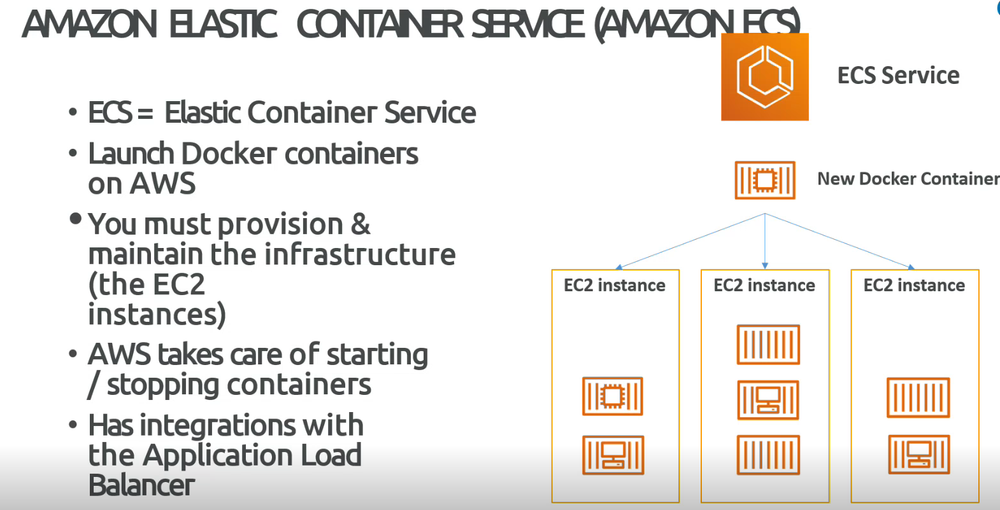 AMAZON ELASTIC CONTAINER SERVICE (AMAZON ECS)
ECS Service
• ECS = Elastic Container Service
• Launch Docker containers
on AWS
• You must provision &
maintain the infrastructure
(the EC2
instances)
• AWS takes care of starting
/ stopping containers
• Has integrations with
the Application Load
Balancer
New Docker Container
EC2 instance
EC2 instance
EC2 instance